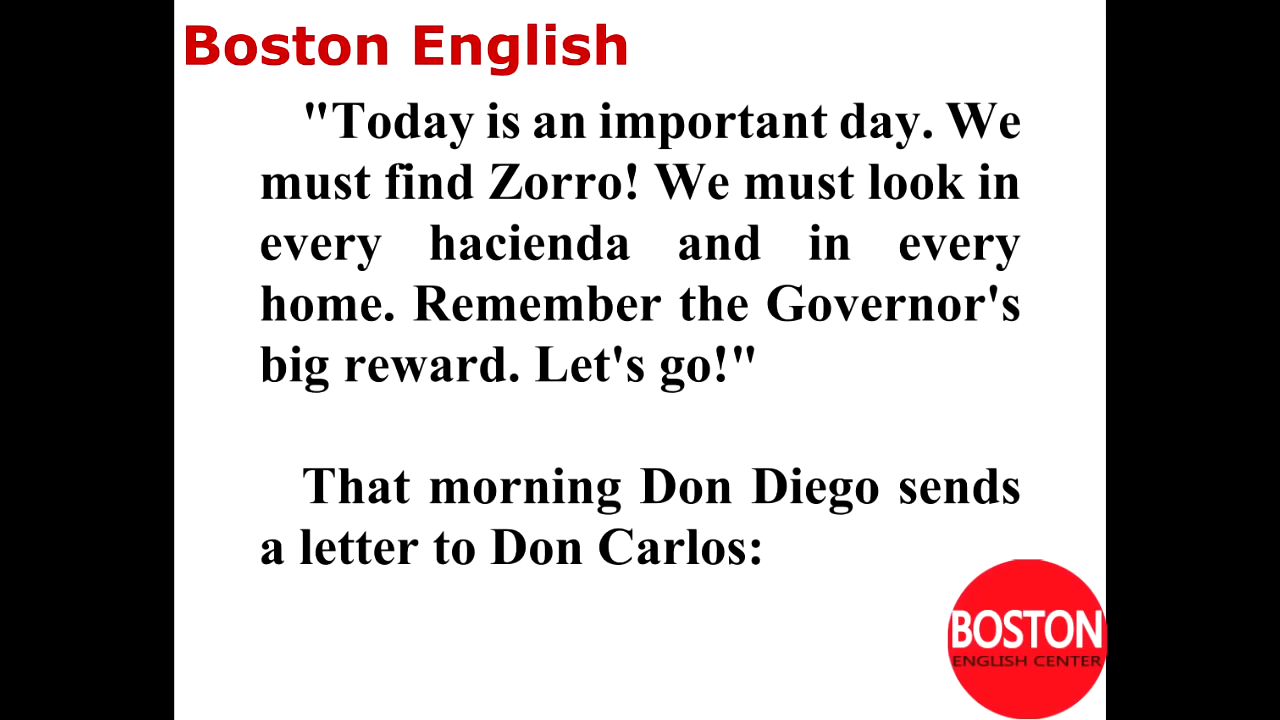 Boston English
"Today is an important day. We
must find Zorro! We must look in
every hacienda and in every
home. Remember the Governor's
big reward. Let's go!"
That morning Don Diego sends
a letter to Don Carlos:
BOSTON
ENGLISH CENTER